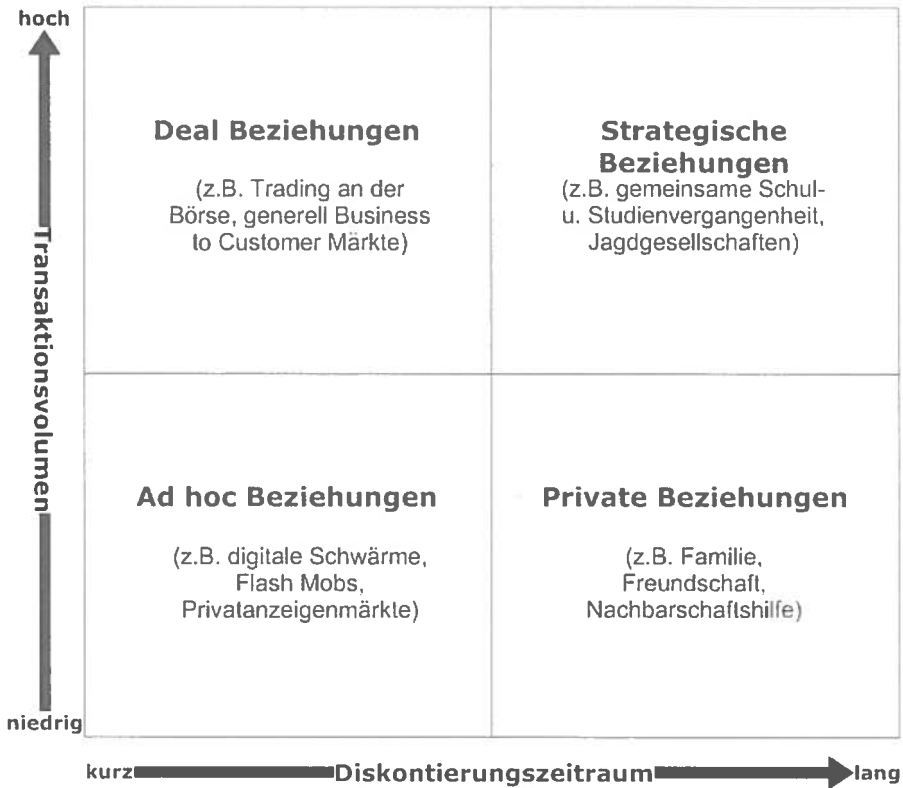 hoch
Deal Beziehungen
(z.B. Trading an der
Börse, generell Business
to Customer Märkte)
Strategische
Beziehungen
(z.B. gemeinsame Schul-
u. Studienvergangenheit,
Jagdgesellschaften)
Transaktionsvolumen
Ad hoc Beziehungen
(z.B. digitale Schwärme,
Flash Mobs,
Privatanzeigenmärkte)
Private Beziehungen
(z.B. Familie,
Freundschaft,
Nachbarschaftshilfe)
niedrig
kurz Diskontierungszeitraum lang